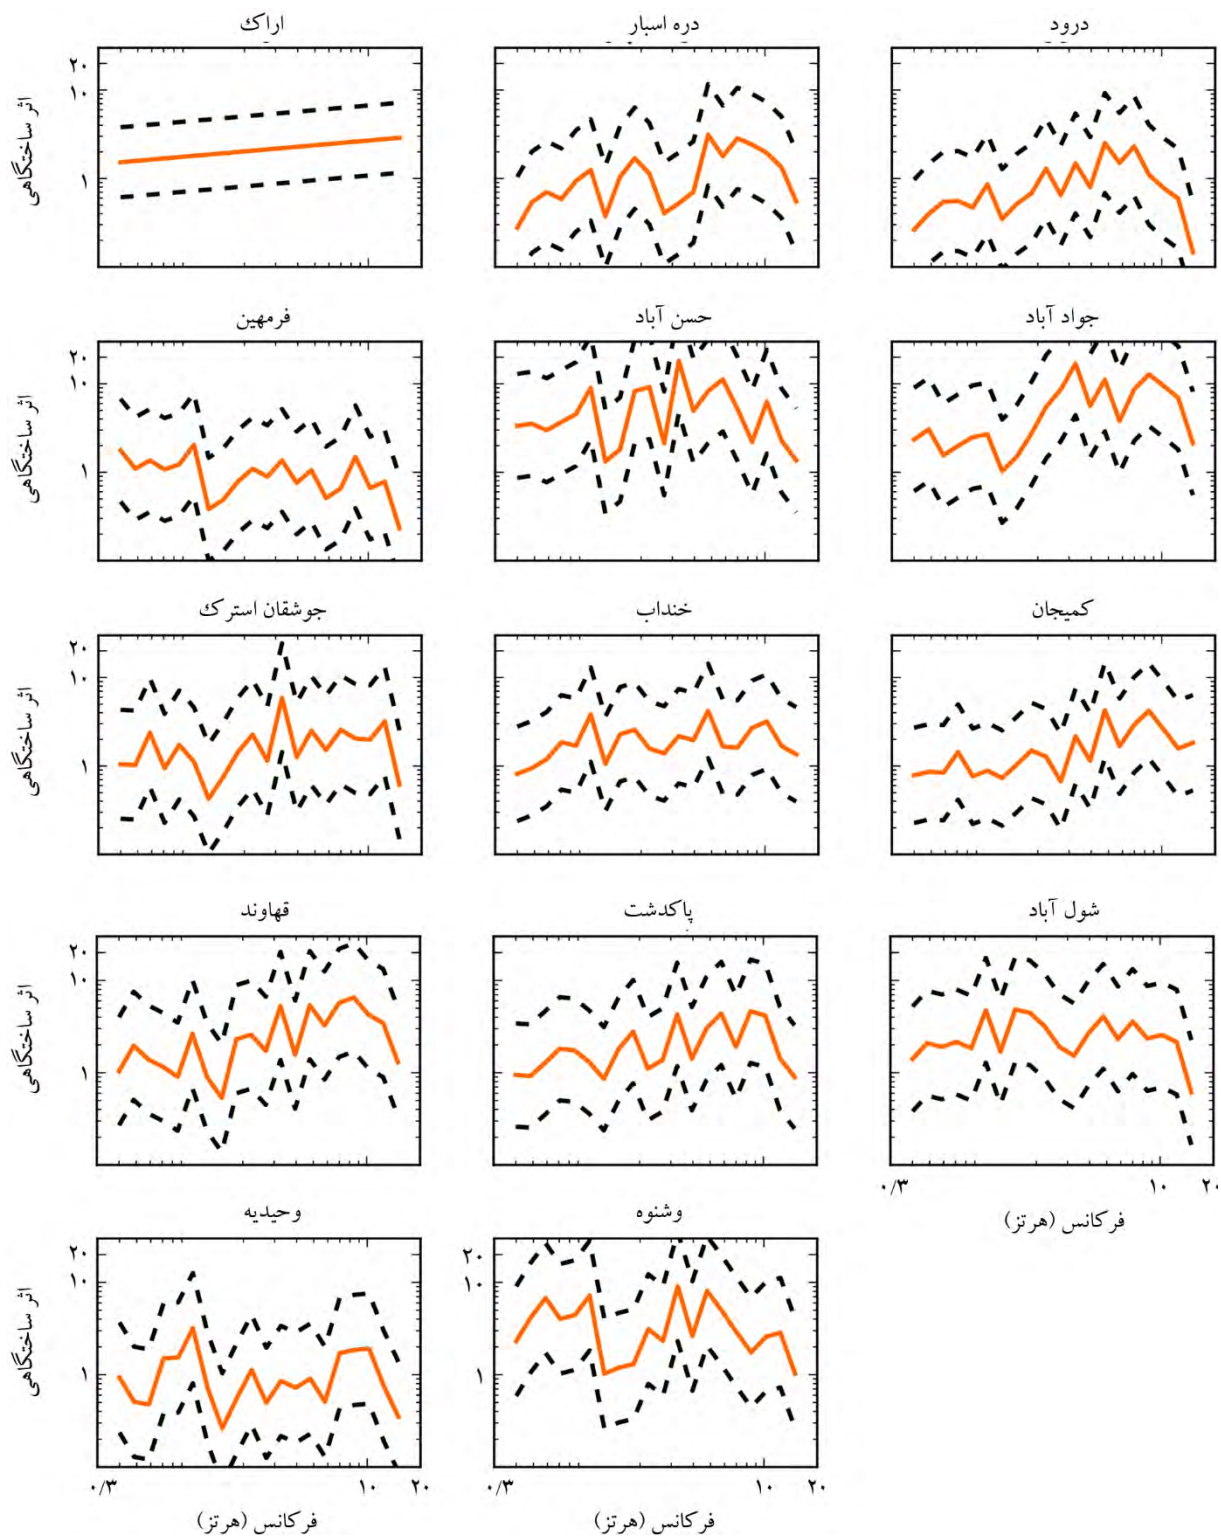 اراک
دره اسبار
درود
۲۰
۱۰
۱
اثر ساختگاهی
فرمهین
حسن آباد
جواد آباد
۲۰
۱۰
۱
اثر ساختگاهی
جوشقان استرک
خنداب
کمیجان
۲۰
۱۰
۱
اثر ساختگاهی
قهاوند
پاکدشت
شول آباد
۲۰
۱۰
۱
اثر ساختگاهی
۰/۳
۱۰
۲۰
فرکانس (هرتز)
وحیدیه
وشنوه
۲۰
۱۰
۱
اثر ساختگاهی
۲۰
۱۰
۱
۰/۳
۱۰
۲۰
۰/۳
۱۰
۲۰
فرکانس (هرتز)
فرکانس (هرتز)